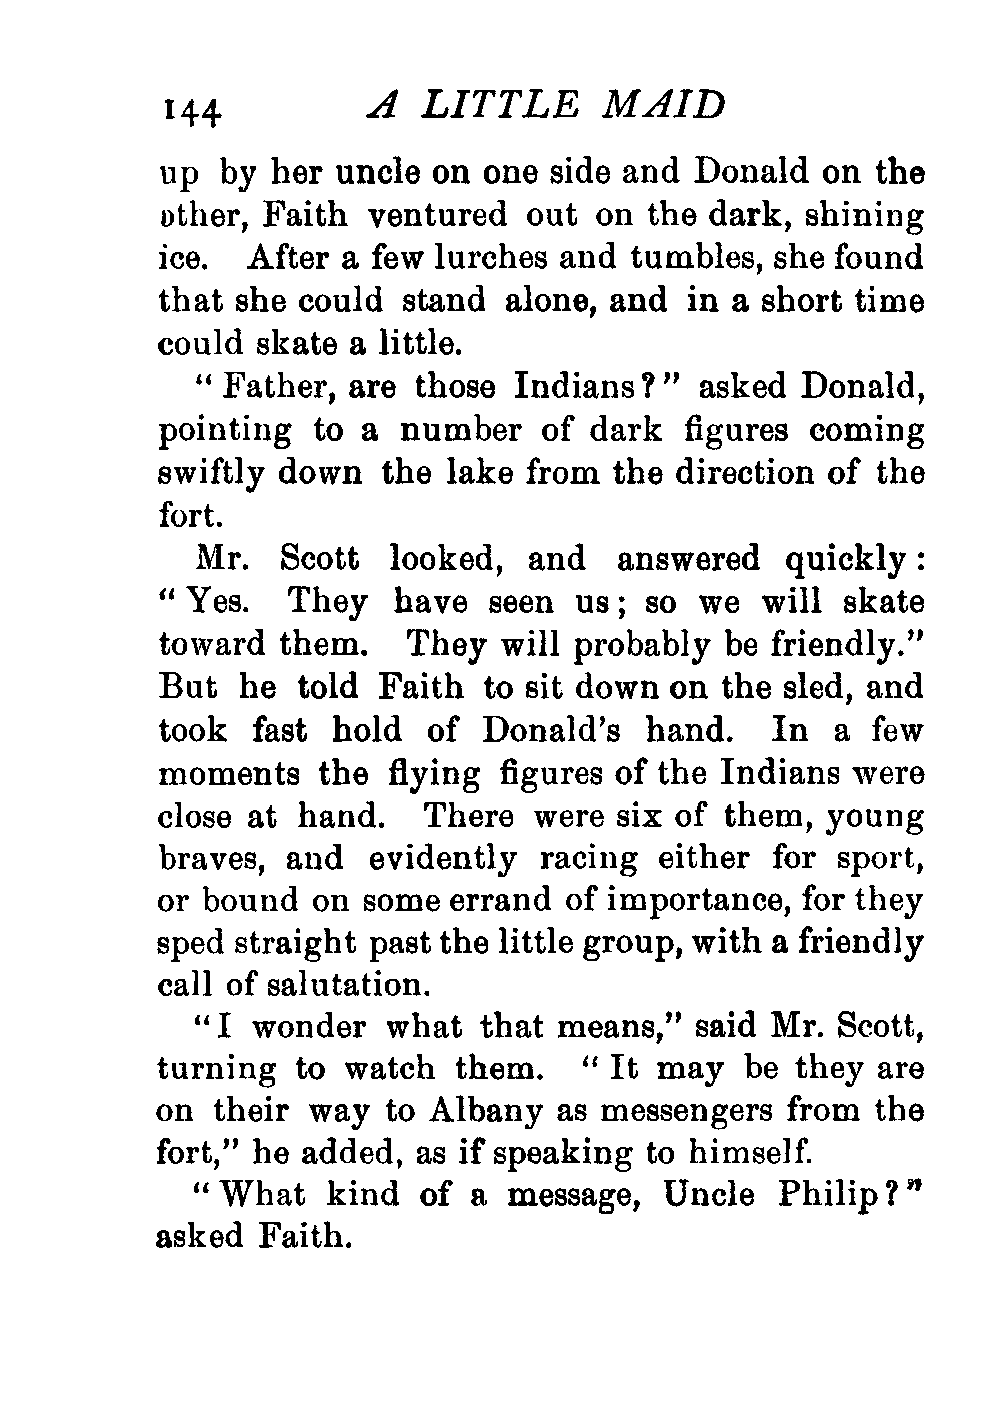 144 A LITTLE MAID
up by her uncle on one side and Donald on the
other, Faith ventured out on the dark, shining
ice. After a few lurches and tumbles, she found
that she could stand alone, and in a short time
could skate a little.
“Father, are those Indians?” asked Donald,
pointing to a number of dark figures coming
swiftly down the lake from the direction of the
fort.
Mr. Scott looked, and answered quickly:
“Yes. They have seen us; so we will skate
toward them. They will probably be friendly.”
But he told Faith to sit down on the sled, and
took fast hold of Donald’s hand. In a few
moments the flying figures of the Indians were
close at hand. There were six of them, young
braves, and evidently racing either for sport,
or bound on some errand of importance, for they
sped straight past the little group, with a friendly
call of salutation.
“I wonder what that means,” said Mr. Scott,
turning to watch them. “It may be they are
on their way to Albany as messengers from the
fort,” he added, as if speaking to himself.
“What kind of a message, Uncle Philip?”
asked Faith.